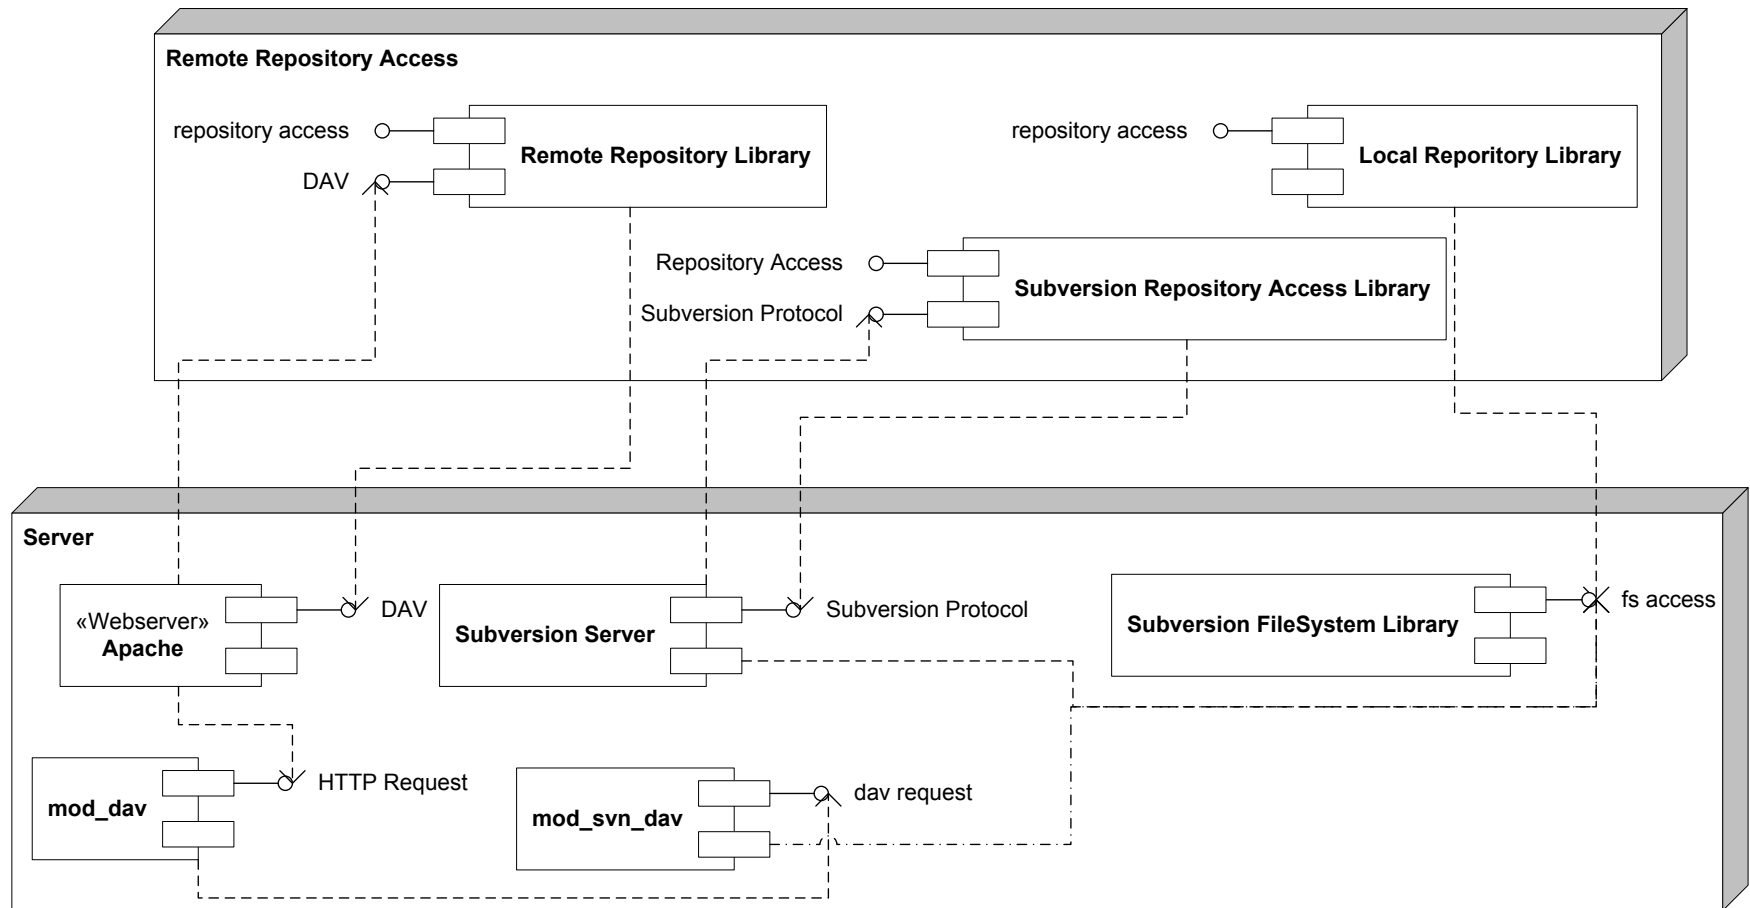 Remote Repository Access
repository access
Remote Repository Library
DAV
repository access
Local Reporitory Library
Repository Access
Subversion Repository Access Library
Subversion Protocol
Server
«Webserver»
Apache
DAV
Subversion Server
Subversion Protocol
Subversion FileSystem Library
fs access
mod_dav
HTTP Request
mod_svn_dav
dav request